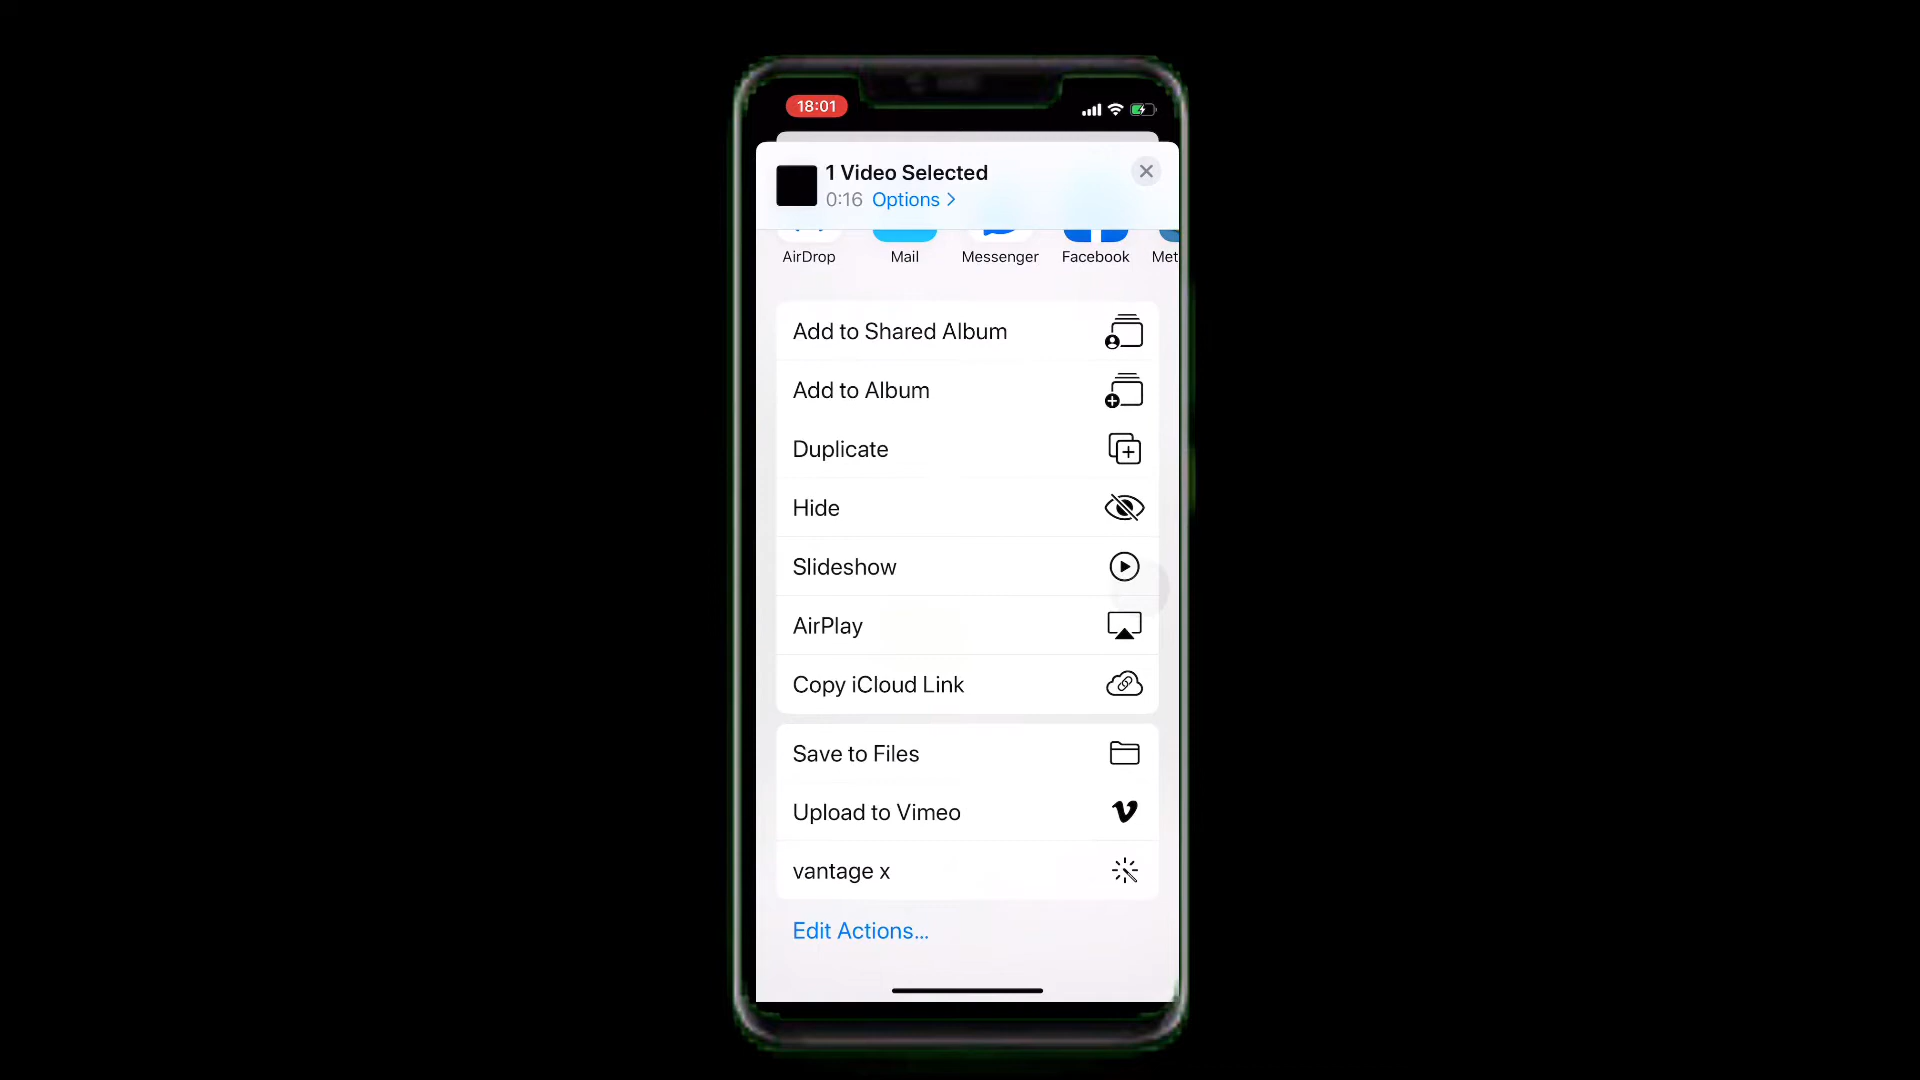 18:01
1 Video Selected
0:16 Options
AirDrop Mail Messenger Facebook Met
Add to Shared Album
Add to Album
Duplicate
Hide
Slideshow
AirPlay
Copy iCloud Link
Save to Files
Upload to Vimeo
vantage x
Edit Actions...